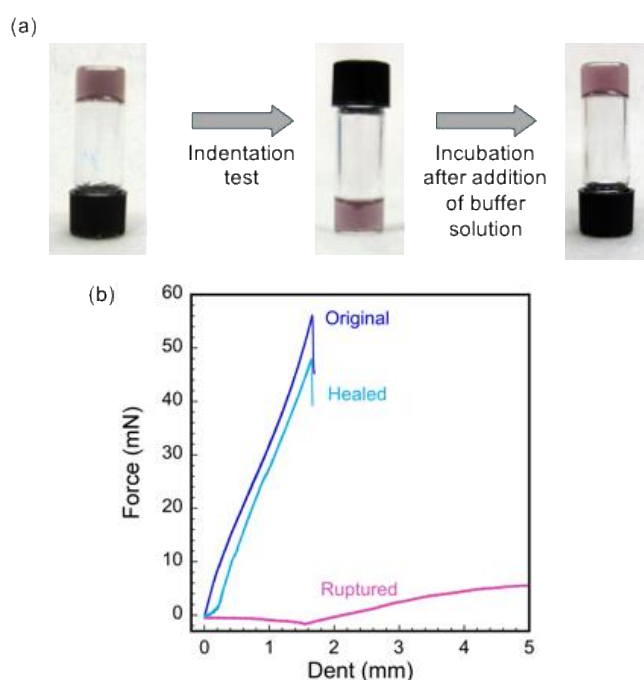 (a)
Indentation
test
Incubation
after addition
of buffer
solution
(b)
60
50
40
30
20
10
0
Force (mN)
Original
Healed
Ruptured
0 1 2 3 4 5
Dent (mm)